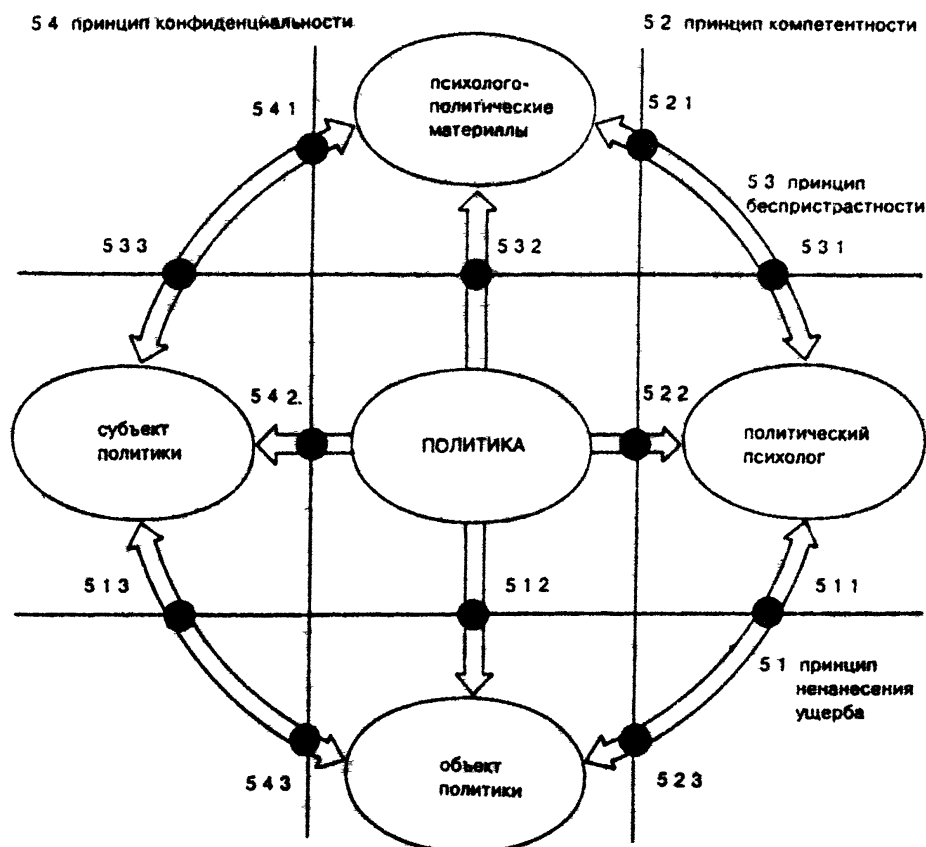 5 4 принцип конфиденциальности
5 2 принцип компетентности
психолого-
политические
материалы
5 4 1
5 2 1
5 3 принцип
беспристрастности
5 3 3
5 3 2
5 3 1
5 4 2.
5 2 2
субъект
политики
ПОЛИТИКА
политический
психолог
5 1 3
5 1 2
5 1 1
5 1 принцип
ненанесения
ущерба
5 4 3
объект
политики
5 2 3